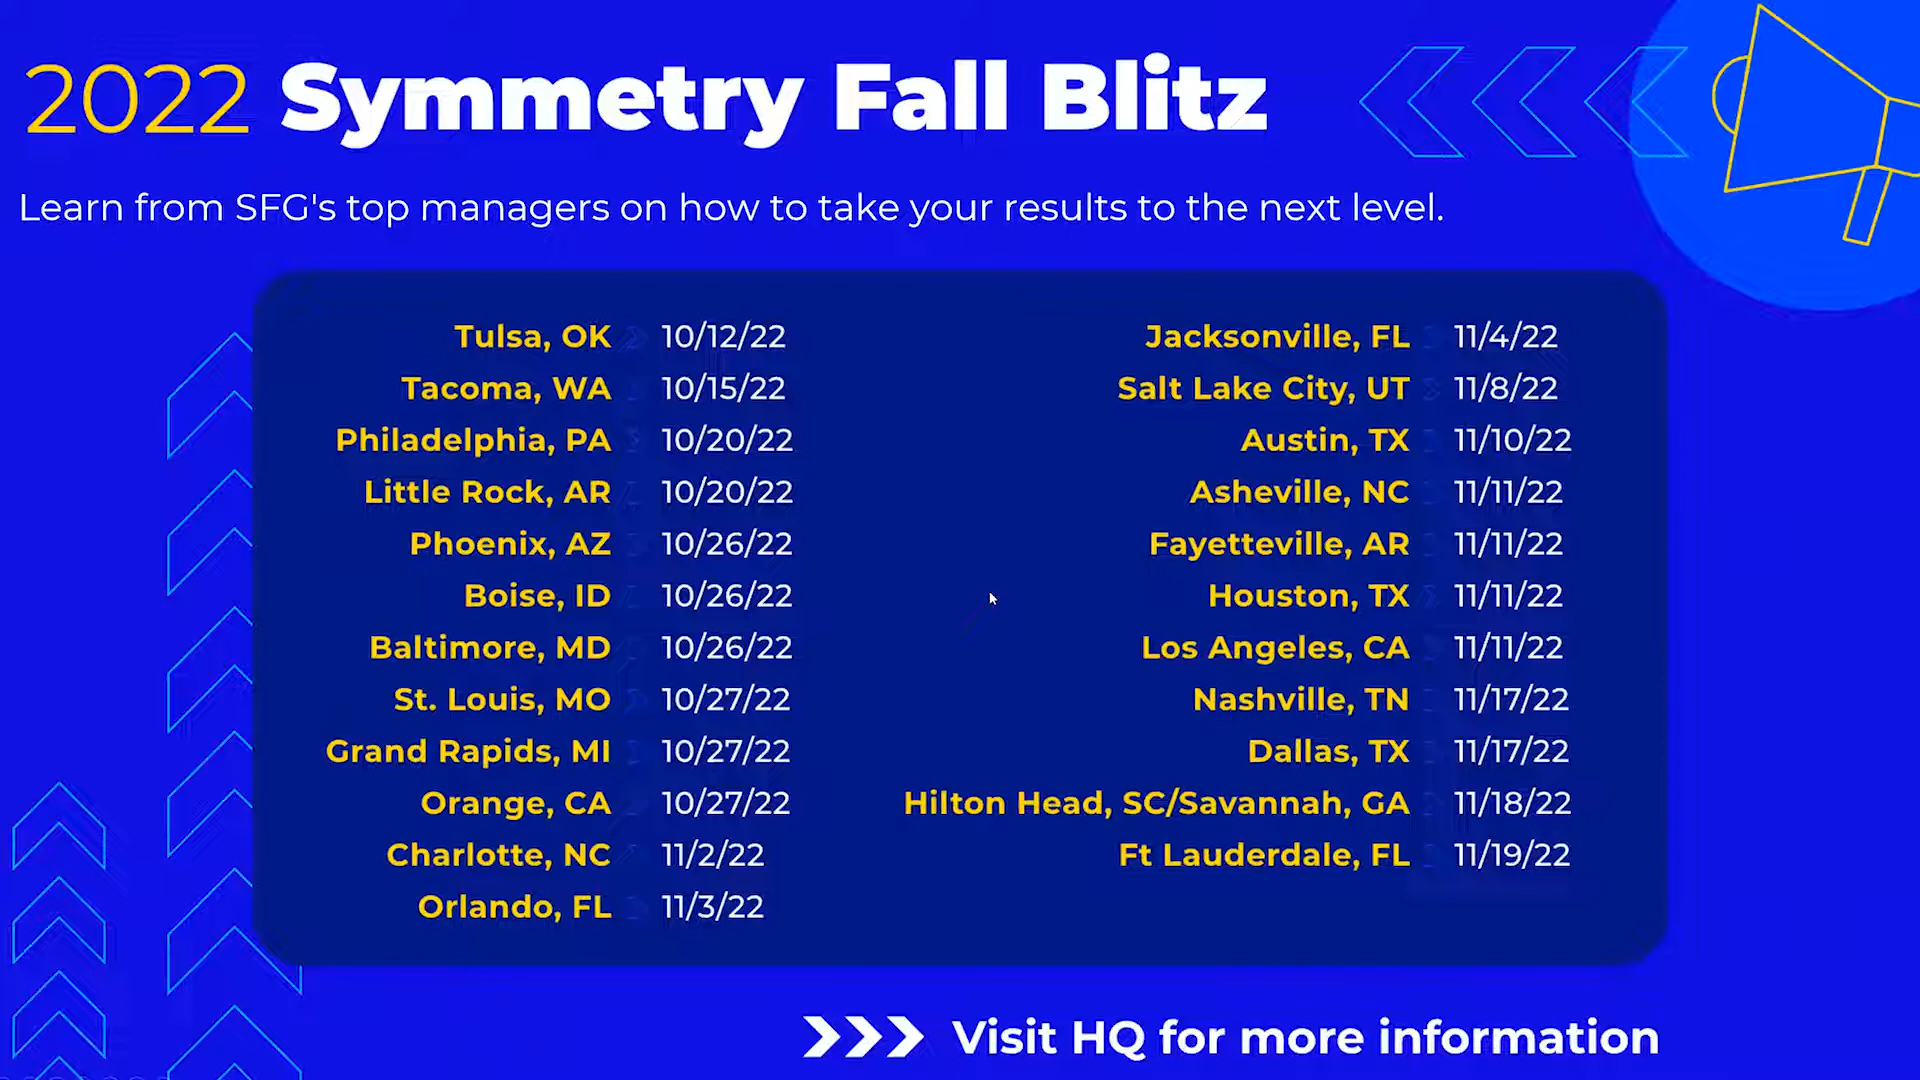 2022 Symmetry Fall Blitz
Learn from SFG's top managers on how to take your results to the next level.
Tulsa, OK 10/12/22
Tacoma, WA 10/15/22
Philadelphia, PA 10/20/22
Little Rock, AR 10/20/22
Phoenix, AZ 10/26/22
Boise, ID 10/26/22
Baltimore, MD 10/26/22
St. Louis, MO 10/27/22
Grand Rapids, MI 10/27/22
Orange, CA 10/27/22
Charlotte, NC 11/2/22
Orlando, FL 11/3/22
Jacksonville, FL 11/4/22
Salt Lake City, UT 11/8/22
Austin, TX 11/10/22
Asheville, NC 11/11/22
Fayetteville, AR 11/11/22
Houston, TX 11/11/22
Los Angeles, CA 11/11/22
Nashville, TN 11/17/22
Dallas, TX 11/17/22
Hilton Head, SC/Savannah, GA 11/18/22
Ft Lauderdale, FL 11/19/22
Visit HQ for more information